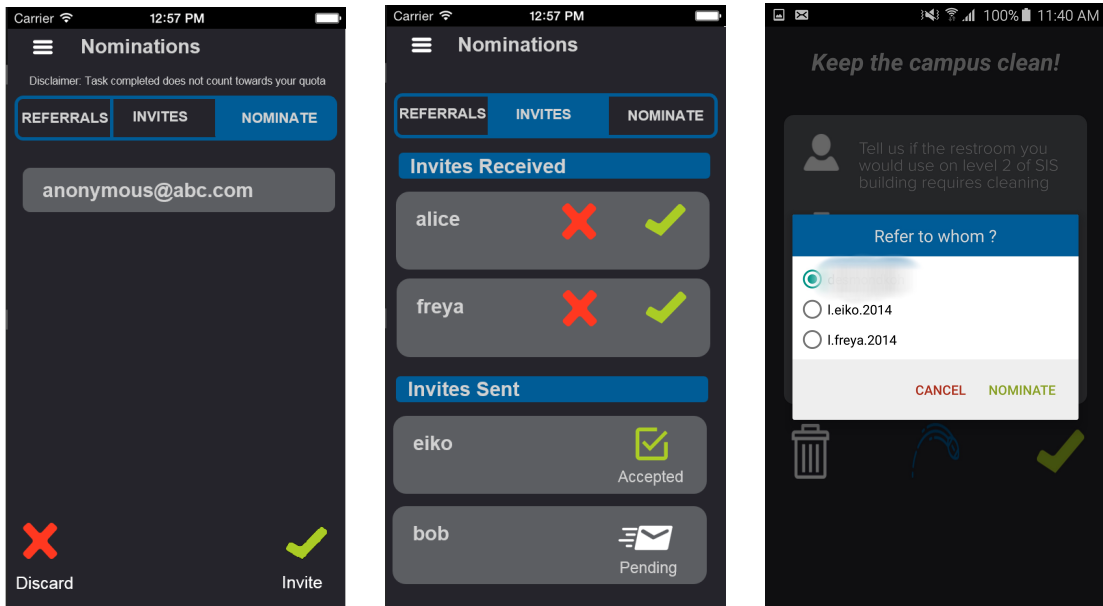 Carrier 12:57 PM
Nominations
Disclaimer: Task completed does not count towards your quota
REFERRALS INVITES NOMINATE
anonymous@abc.com
Discard Invite
Carrier 12:57 PM
Nominations
REFERRALS INVITES NOMINATE
Invites Received
alice
freya
Invites Sent
eiko
Accepted
bob
Pending
100% 11:40 AM
Keep the campus clean!
Tell us if the restroom you
would use on level 2 of SIS
building requires cleaning
Refer to whom ?
l.eiko.2014
l.freya.2014
CANCEL NOMINATE